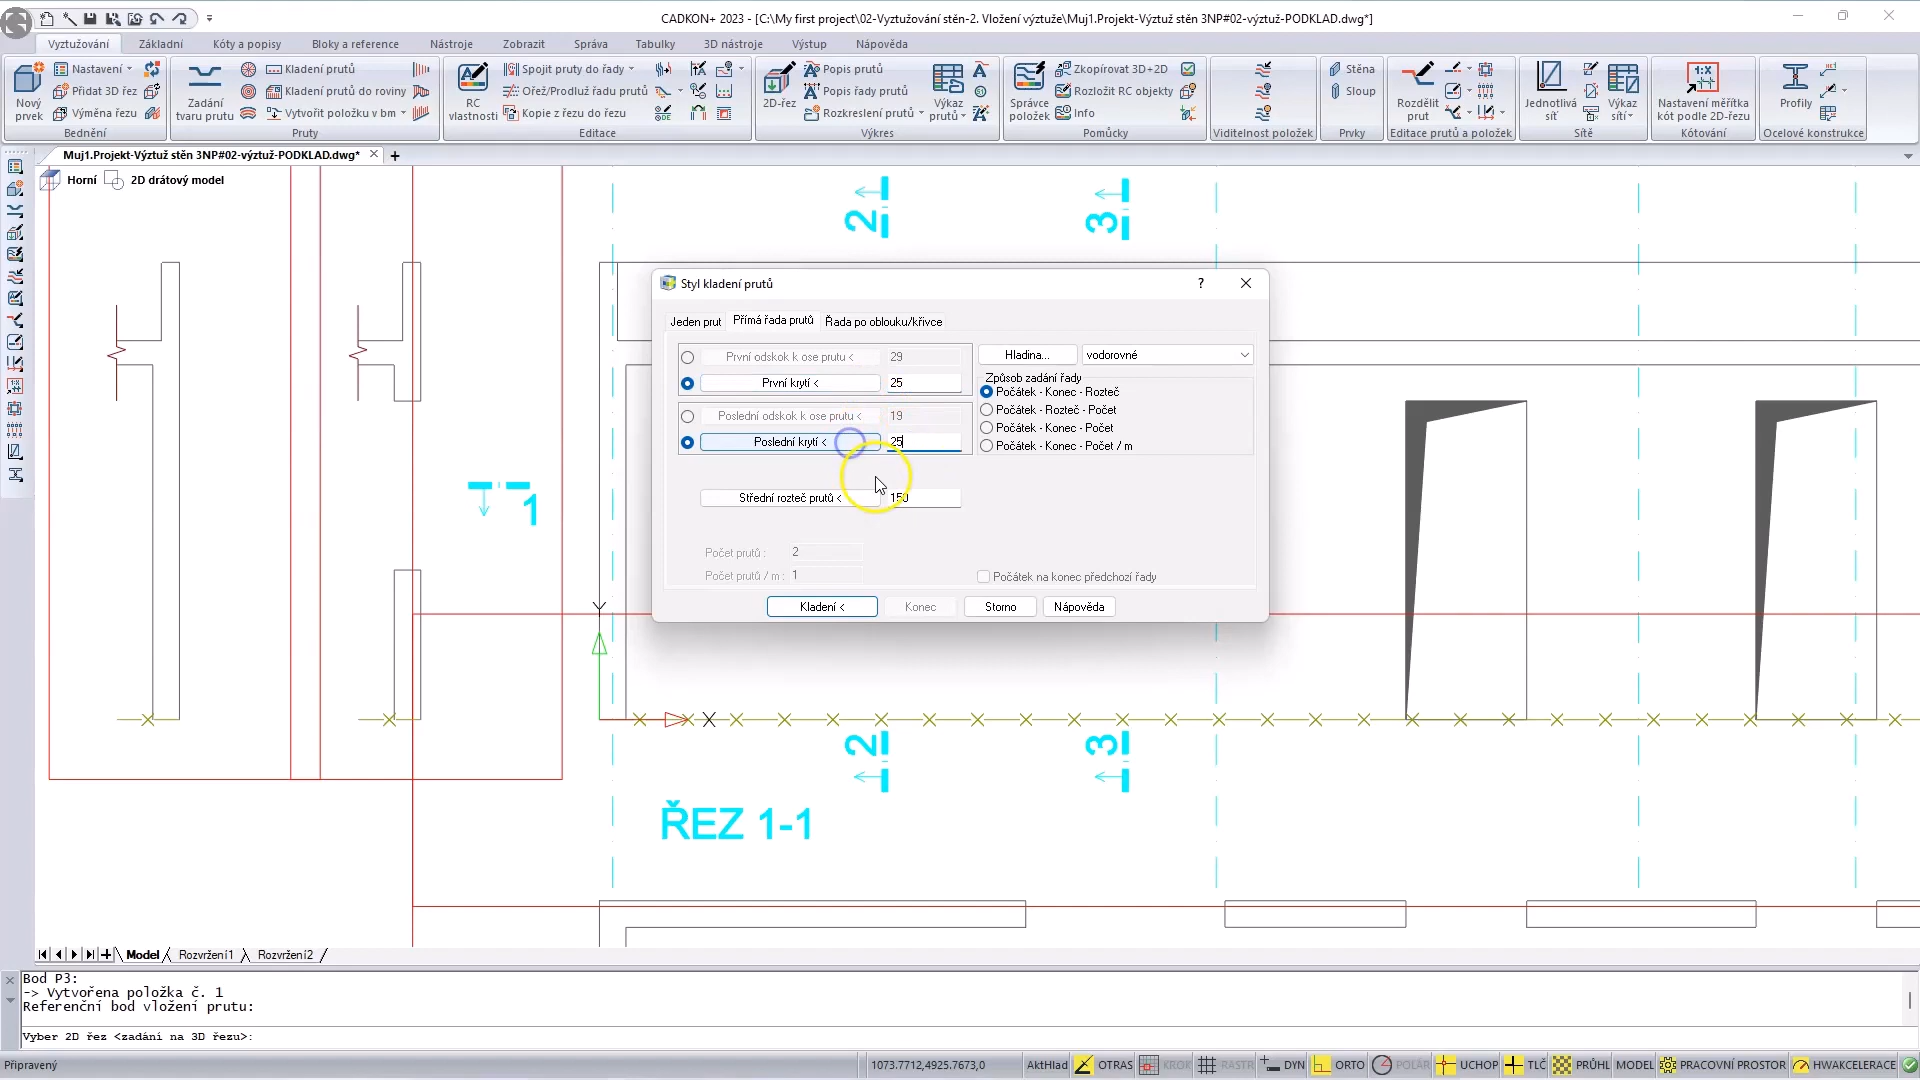 CADKON+ 2023 - [C:\My first project\02-Vyztužování stěn-2. Vložení výztuže\Muj1.Projekt-Výztuž stěn 3NP#02-výztuž-PODKLAD.dwg*]
Vyztužování Základní Kóty a popisy Bloky a reference Nástroje Zobrazit Správa Tabulky 3D nástroje Výstup Nápověda
Nový prvek
Nastavení
Přidat 3D řez
Výměna řezu
Bednění
Zadání tvaru prutu
Kladení prutů
Kladení prutů do roviny
Vytvořit položku v bm
Pruty
RC vlastnosti
Spojit pruty do řady
Ořež/Prodluž řadu prutů
Kopie z řezu do řezu
Editace
2D-řez
Popis prutů
Popis řady prutů
Rozkreslení prutů
Výkaz prutů
Výkres
Správce položek
Zkopírovat 3D+2D
Rozložit RC objekty
Info
Pomůcky
Viditelnost položek
Stěna
Sloup
Prvky
Rozdělit prut
Editace prutů a položek
Jednotlivá síť
Výkaz sítí
Sítě
1:X
Nastavení měřítka kót podle 2D-řezu
Kótování
Profily
Ocelové konstrukce
Muj1.Projekt-Výztuž stěn 3NP#02-výztuž-PODKLAD.dwg*
Horní 2D drátový model
2
3
1
Styl kladení prutů
Jeden prut Přímá řada prutů Řada po oblouku/křivce
První odskok k ose prutu < 29
První krytí < 25
Poslední odskok k ose prutu < 19
Poslední krytí < 25
Střední rozteč prutů < 150
Počet prutů : 2
Počet prutů / m : 1
Hladina... vodorovné
Způsob zadání řady
Počátek - Konec - Rozteč
Počátek - Rozteč - Počet
Počátek - Konec - Počet
Počátek - Konec - Počet / m
Počátek na konec předchozí řady
Kladení < Konec Storno Nápověda
Y
X
2
3
ŘEZ 1-1
Model Rozvržení1 Rozvržení2
Bod P3:
-> Vytvořena položka č. 1
Referenční bod vložení prutu:
Vyber 2D řez <zadání na 3D řezu>:
Připravený 1073.7712,4925.7673,0 AktHlad OTRAS KROK RASTR DYN ORTO POLÁR UCHOP TLČ PRŮHL MODEL PRACOVNÍ PROSTOR HWAKCELERACE